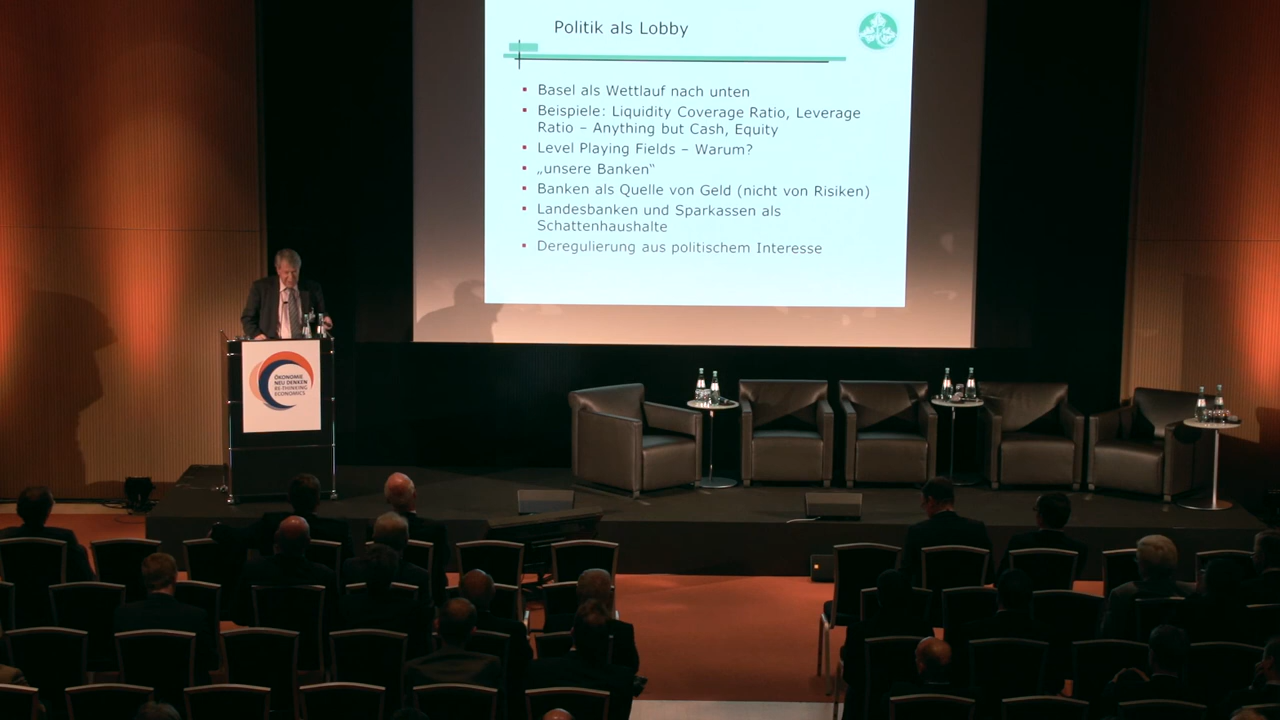 Politik als Lobby
Basel als Wettlauf nach unten
Beispiele: Liquidity Coverage Ratio, Leverage
Ratio – Anything but Cash, Equity
Level Playing Fields – Warum?
„unsere Banken“
Banken als Quelle von Geld (nicht von Risiken)
Landesbanken und Sparkassen als
Schattenhaushalte
Deregulierung aus politischem Interesse
ÖKONOMIE
NEU DENKEN
RE-THINKING
ECONOMICS